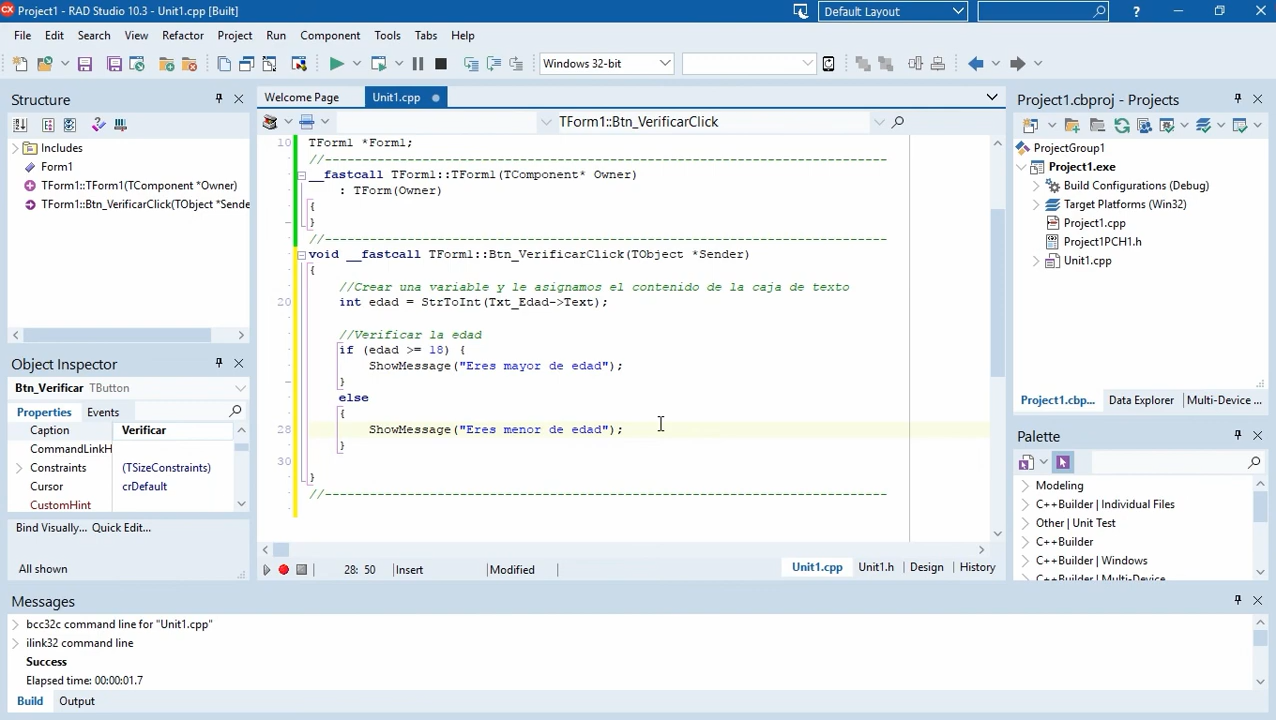 Project1 - RAD Studio 10.3 - Unit1.cpp [Built]
Default Layout
?
File Edit Search View Refactor Project Run Component Tools Tabs Help
Windows 32-bit
Structure
Includes
Form1
TForm1::TForm1(TComponent *Owner)
TForm1::Btn_VerificarClick(TObject *Sende
Object Inspector
Btn_Verificar TButton
Properties Events
Caption Verificar
CommandLinkH
Constraints (TSizeConstraints)
Cursor crDefault
CustomHint
Bind Visually... Quick Edit...
All shown
Welcome Page Unit1.cpp
TForm1::Btn_VerificarClick
10 TForm1 *Form1;
//---------------------------------------------------------------------------
__fastcall TForm1::TForm1(TComponent* Owner)
: TForm(Owner)
{
}
//---------------------------------------------------------------------------
void __fastcall TForm1::Btn_VerificarClick(TObject *Sender)
{
//Crear una variable y le asignamos el contenido de la caja de texto
20 int edad = StrToInt(Txt_Edad->Text);
//Verificar la edad
if (edad >= 18) {
ShowMessage("Eres mayor de edad");
}
else
{
28 ShowMessage("Eres menor de edad");
}
30
}
//---------------------------------------------------------------------------
28: 50 Insert Modified Unit1.cpp Unit1.h Design History
Project1.cbproj - Projects
ProjectGroup1
Project1.exe
Build Configurations (Debug)
Target Platforms (Win32)
Project1.cpp
Project1PCH1.h
Unit1.cpp
Project1.cbp... Data Explorer Multi-Device ...
Palette
Modeling
C++Builder | Individual Files
Other | Unit Test
C++Builder
C++Builder | Windows
C++Builder | Multi-Device
Messages
bcc32c command line for "Unit1.cpp"
ilink32 command line
Success
Elapsed time: 00:00:01.7
Build Output